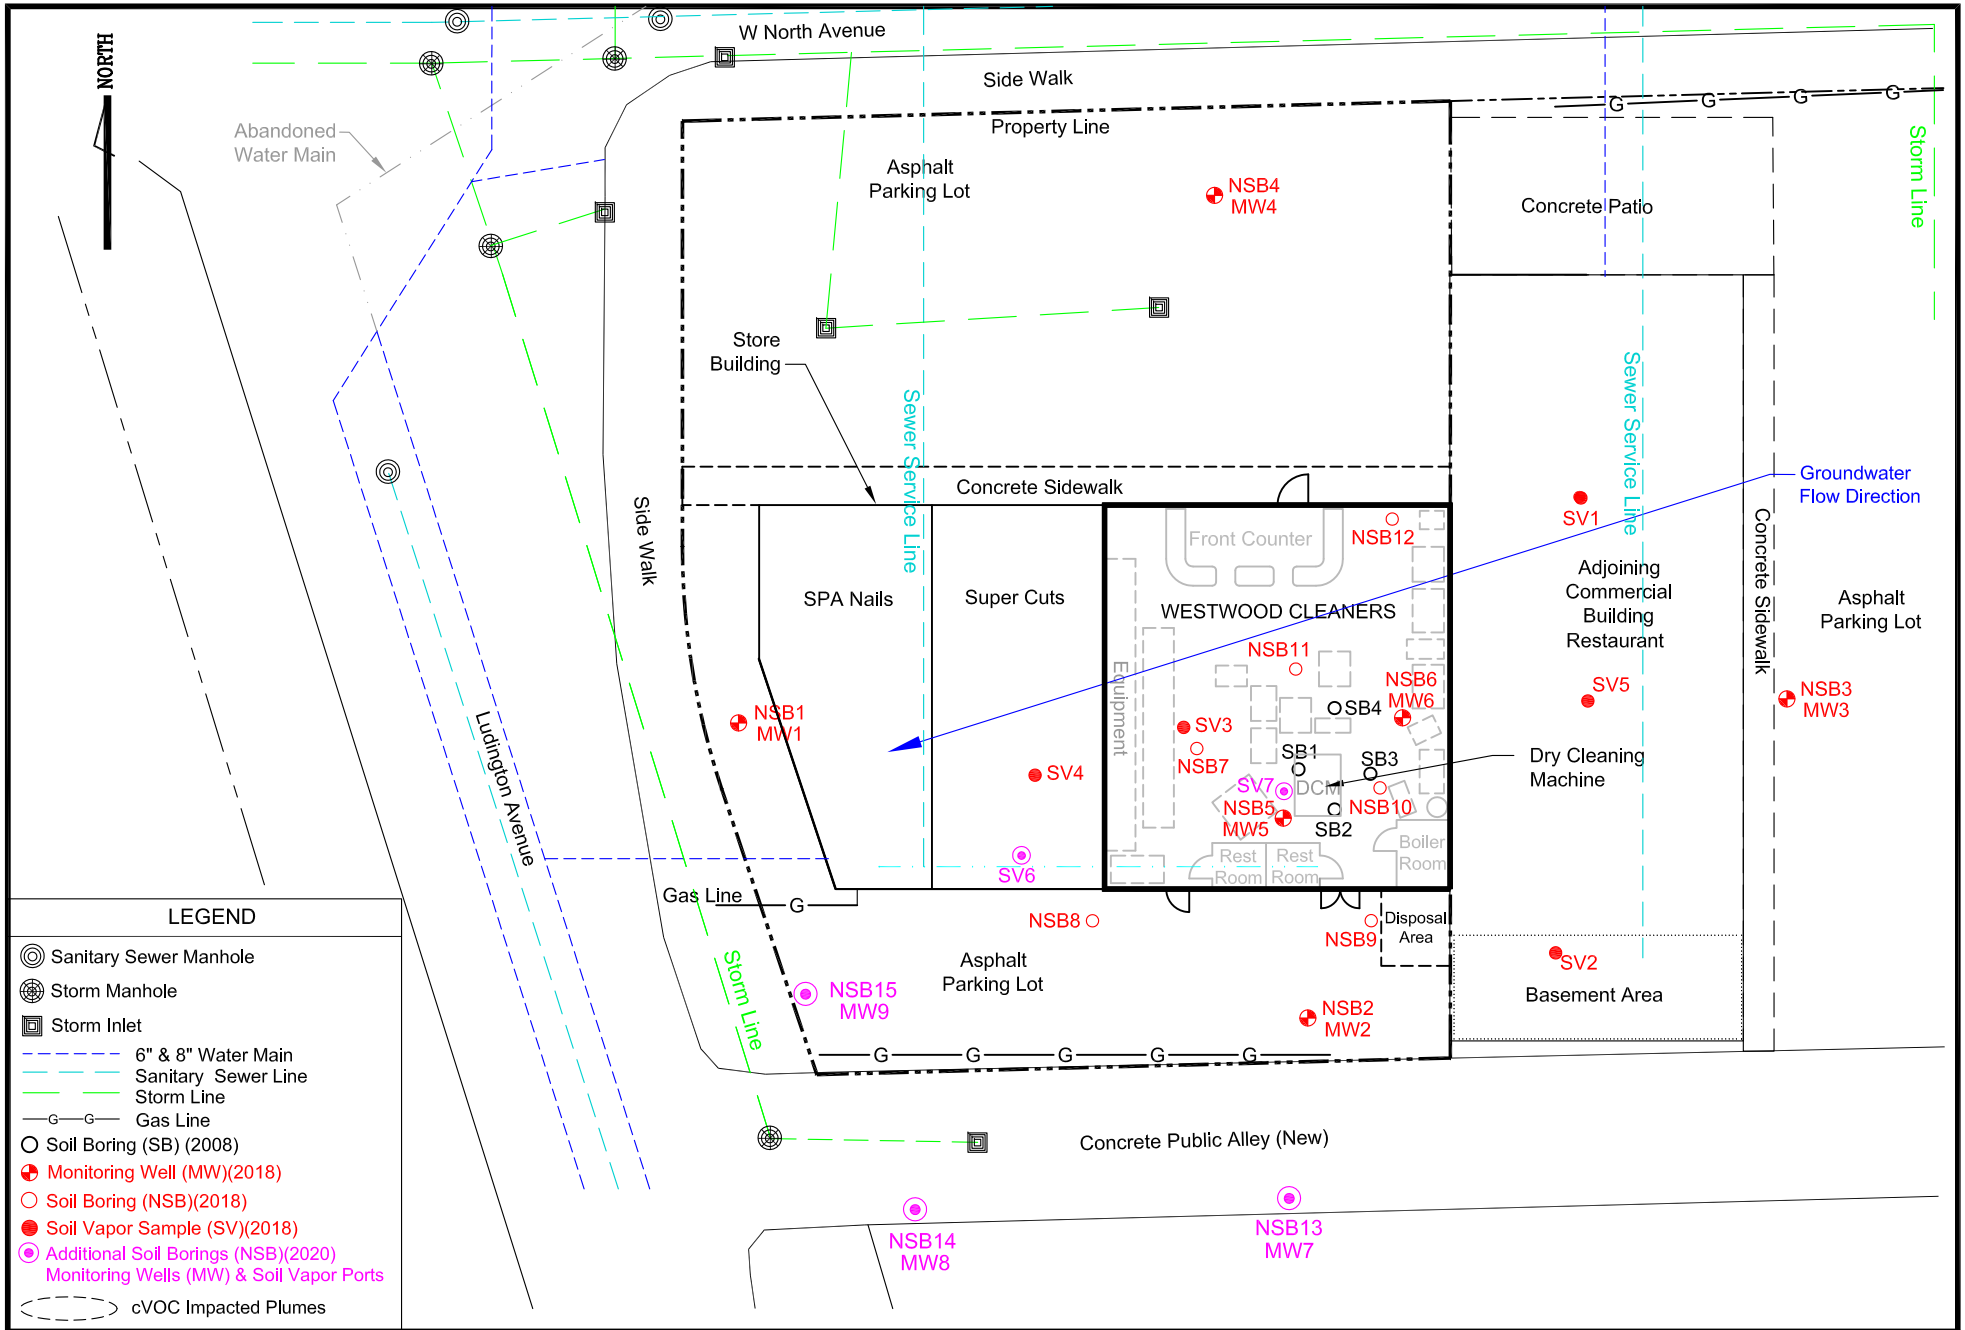 W North Avenue
NORTH
Side Walk
Abandoned
Water Main
Property Line
G G G G
Storm Line
Asphalt
Parking Lot
NSB4
MW4
Concrete Patio
Store
Building
Sewer Service Line
Sewer Service Line
Groundwater
Flow Direction
Concrete Sidewalk
Side Walk
Front Counter
NSB12
SV1
Concrete Sidewalk
SPA Nails
Super Cuts
WESTWOOD CLEANERS
Adjoining
Commercial
Building
Restaurant
Asphalt
Parking Lot
NSB11
Equipment
NSB6
MW6
SV5
NSB3
MW3
NSB1
MW1
SV3
SB4
NSB7
SB1
SB3
Dry Cleaning
Machine
SV4
SV7
DCM
NSB10
NSB5
MW5
SB2
Ludington Avenue
Boiler
Room
Rest
Room
Rest
Room
SV6
Gas Line
G
NSB8
NSB9
Disposal
Area
Storm Line
Asphalt
Parking Lot
SV2
Basement Area
NSB15
MW9
NSB2
MW2
G G G G G
Concrete Public Alley (New)
NSB14
MW8
NSB13
MW7
LEGEND
Sanitary Sewer Manhole
Storm Manhole
Storm Inlet
6" & 8" Water Main
Sanitary Sewer Line
Storm Line
G G Gas Line
Soil Boring (SB) (2008)
Monitoring Well (MW)(2018)
Soil Boring (NSB)(2018)
Soil Vapor Sample (SV)(2018)
Additional Soil Borings (NSB)(2020)
Monitoring Wells (MW) & Soil Vapor Ports
cVOC Impacted Plumes